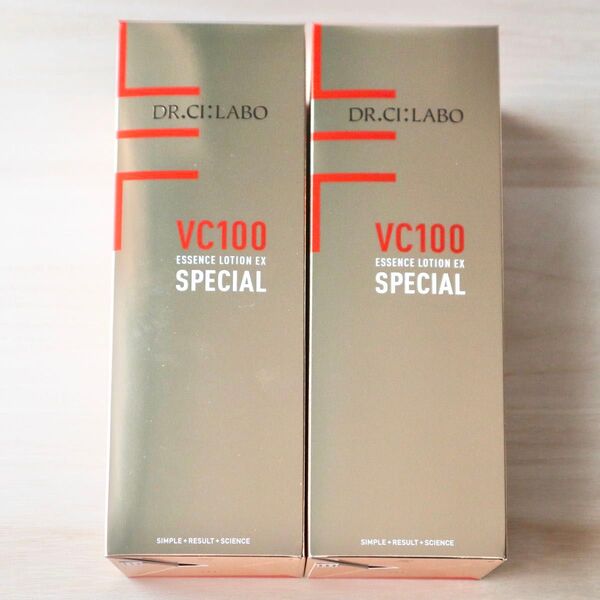 DR.CI:LABO
VC100
ESSENCE LOTION EX
SPECIAL
SIMPLE+RESULT+SCIENCE
DR.CI:LABO
VC100
ESSENCE LOTION EX
SPECIAL
SIMPLE+RESULT+SCIENCE